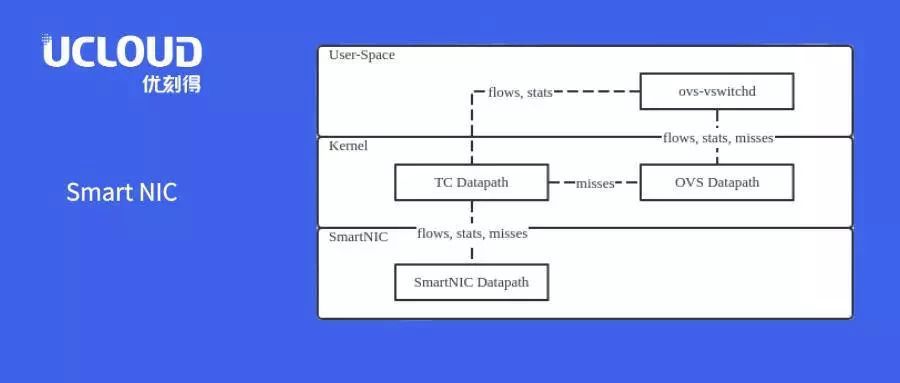 UCLOUD
优刻得
Smart NIC
User-Space
flows, stats
ovs-vswitchd
flows, stats, misses
Kernel
TC Datapath
misses
OVS Datapath
flows, stats, misses
SmartNIC
SmartNIC Datapath